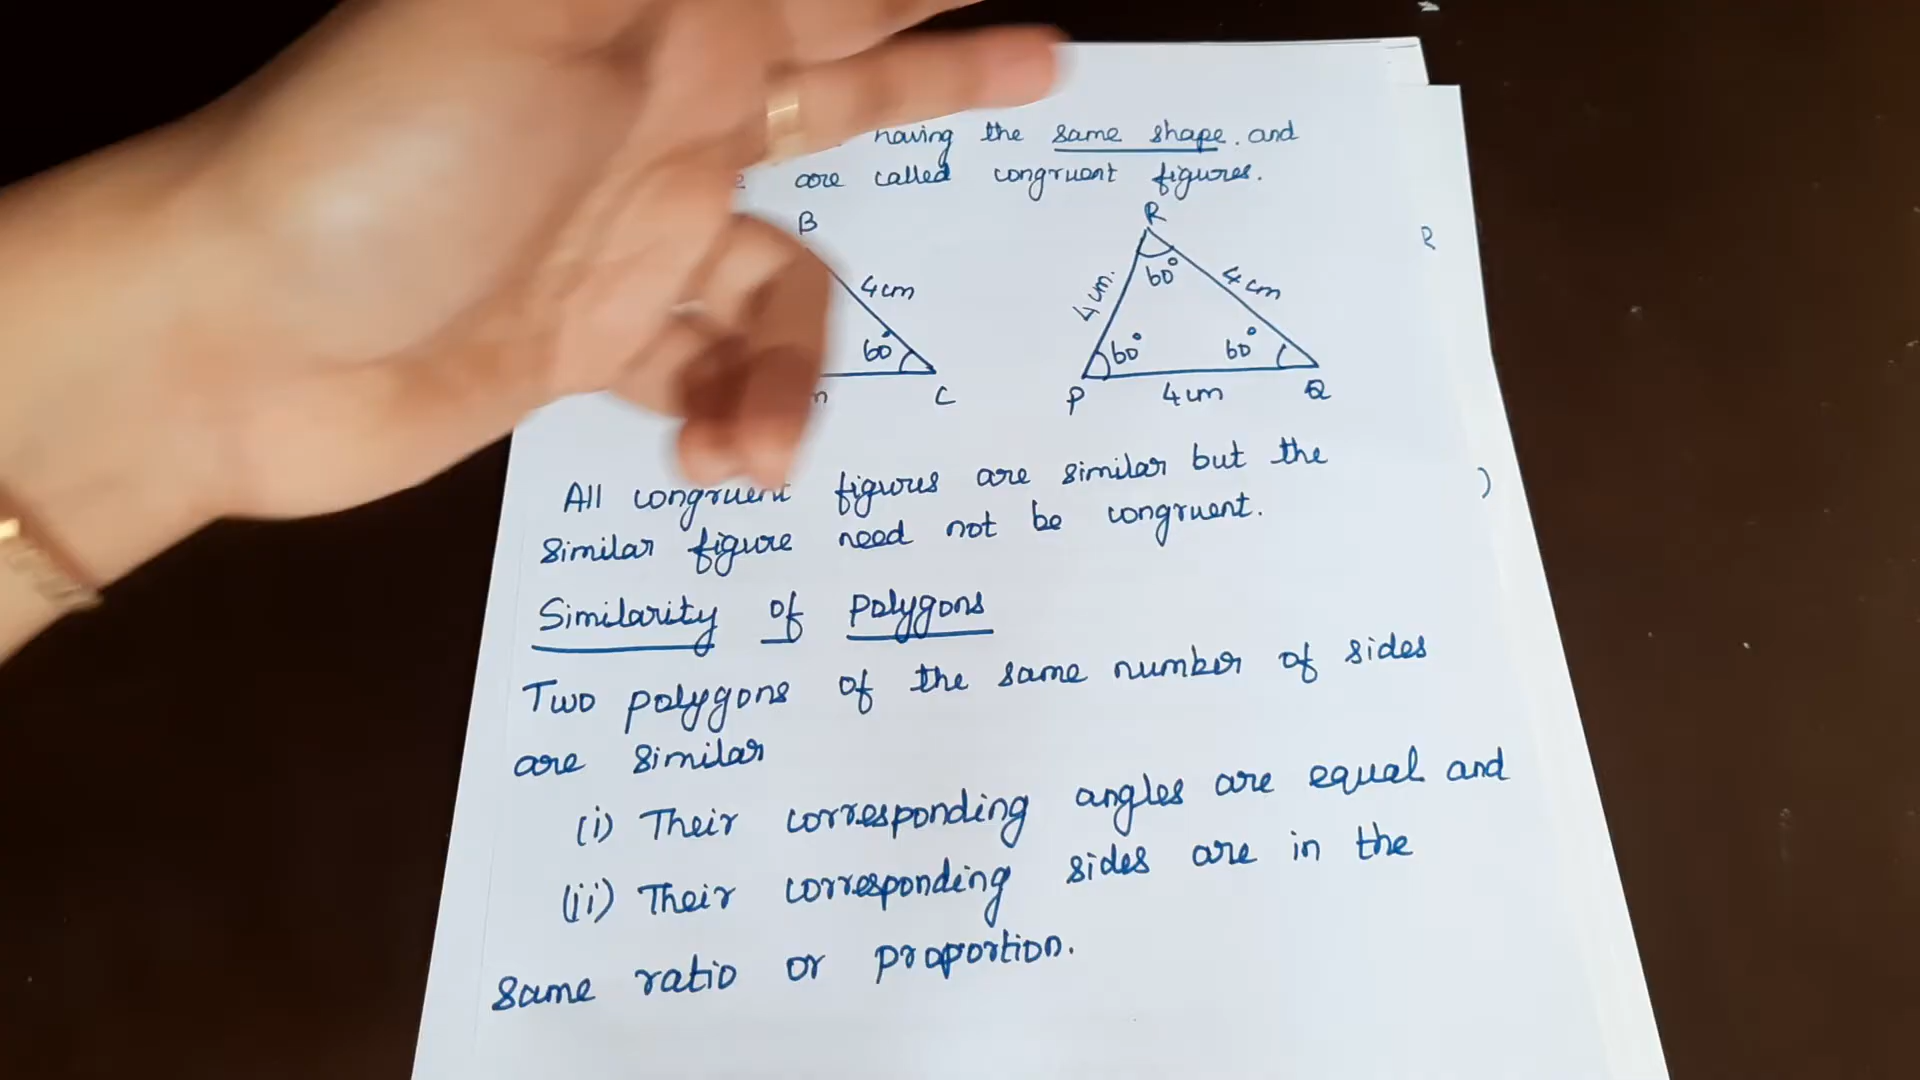 having the same shape. and
are called congruent figures.
B
R
R
4cm
4cm.
4cm
60°
60°
60°
60°
C
P
4cm
Q
All congruent figures are similar but the
similar figure need not be congruent.
Similarity of polygons
Two polygons of the same number of sides
are similar
(i) Their corresponding angles are equal and
(ii) Their corresponding sides are in the
same ratio or proportion.